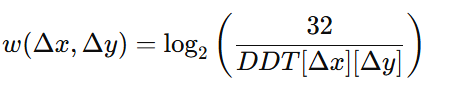 w(Δx, Δy) = log₂ ( 32 / DDT[Δx][Δy] )